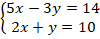 5x − 3y = 14
2x + y = 10